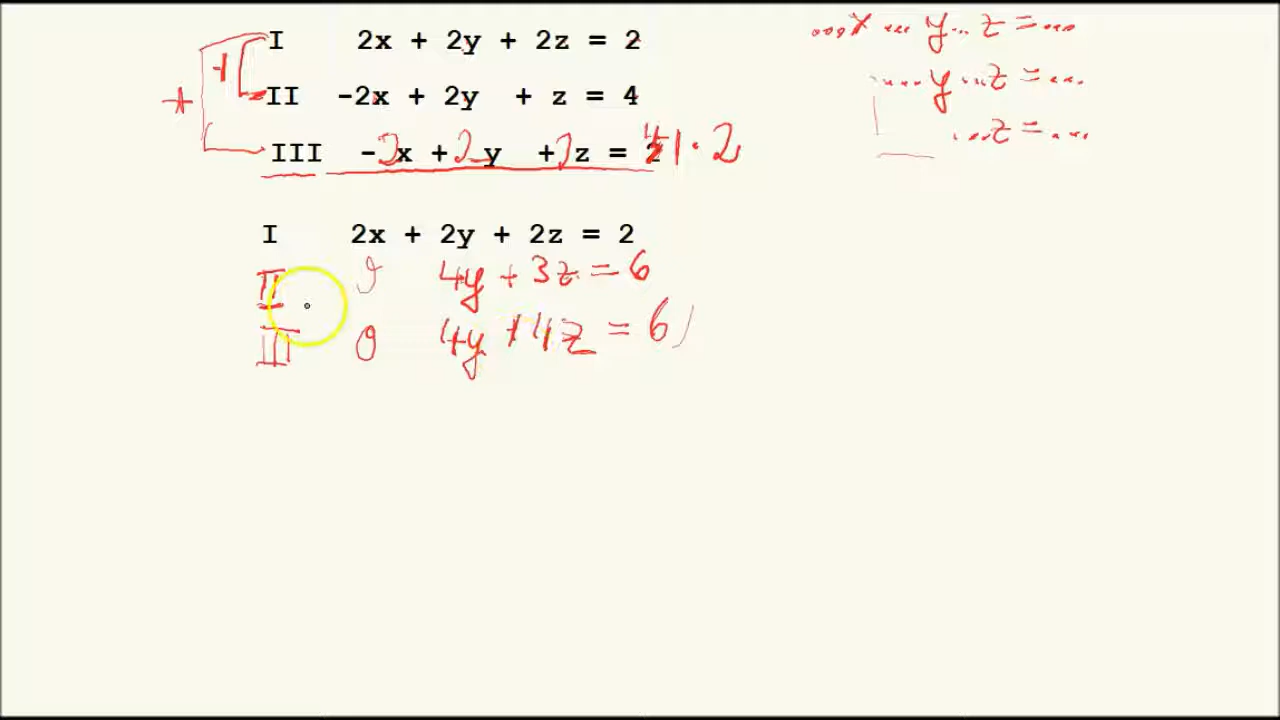 I 2x + 2y + 2z = 2
II -2x + 2y + z = 4
III -2x + 2y + 2z = 4 | · 2
I 2x + 2y + 2z = 2
II 0 4y + 3z = 6
III 0 4y + 4z = 6
+
+
...x ... y ... z = ...
... y ... z = ...
... z = ...